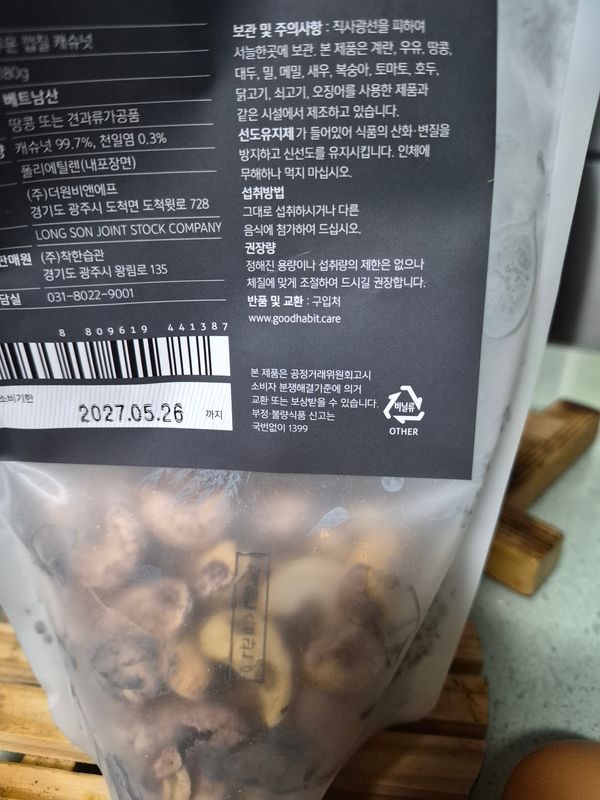 껍질 캐슈넛
80g
베트남산
땅콩 또는 견과류가공품
캐슈넛 99.7%, 천일염 0.3%
폴리에틸렌(내포장면)
(주)더원비앤에프
경기도 광주시 도척면 도척윗로 728
LONG SON JOINT STOCK COMPANY
판매원 (주)착한습관
경기도 광주시 왕림로 135
담실 031-8022-9001
8 809619 441387
소비기한
2027.05.26 까지
보관 및 주의사항 : 직사광선을 피하여
서늘한곳에 보관. 본 제품은 계란, 우유, 땅콩,
대두, 밀, 메밀, 새우, 복숭아, 토마토, 호두,
닭고기, 쇠고기, 오징어를 사용한 제품과
같은 시설에서 제조하고 있습니다.
선도유지제가 들어있어 식품의 산화·변질을
방지하고 신선도를 유지시킵니다. 인체에
무해하나 먹지 마십시오.
섭취방법
그대로 섭취하시거나 다른
음식에 첨가하여 드십시오.
권장량
정해진 용량이나 섭취량의 제한은 없으나
체질에 맞게 조절하여 드시길 권장합니다.
반품 및 교환 : 구입처
www.goodhabit.care
본 제품은 공정거래위원회고시
소비자 분쟁해결기준에 의거
교환 또는 보상받을 수 있습니다.
부정·불량식품 신고는
국번없이 1399
비닐류
OTHER